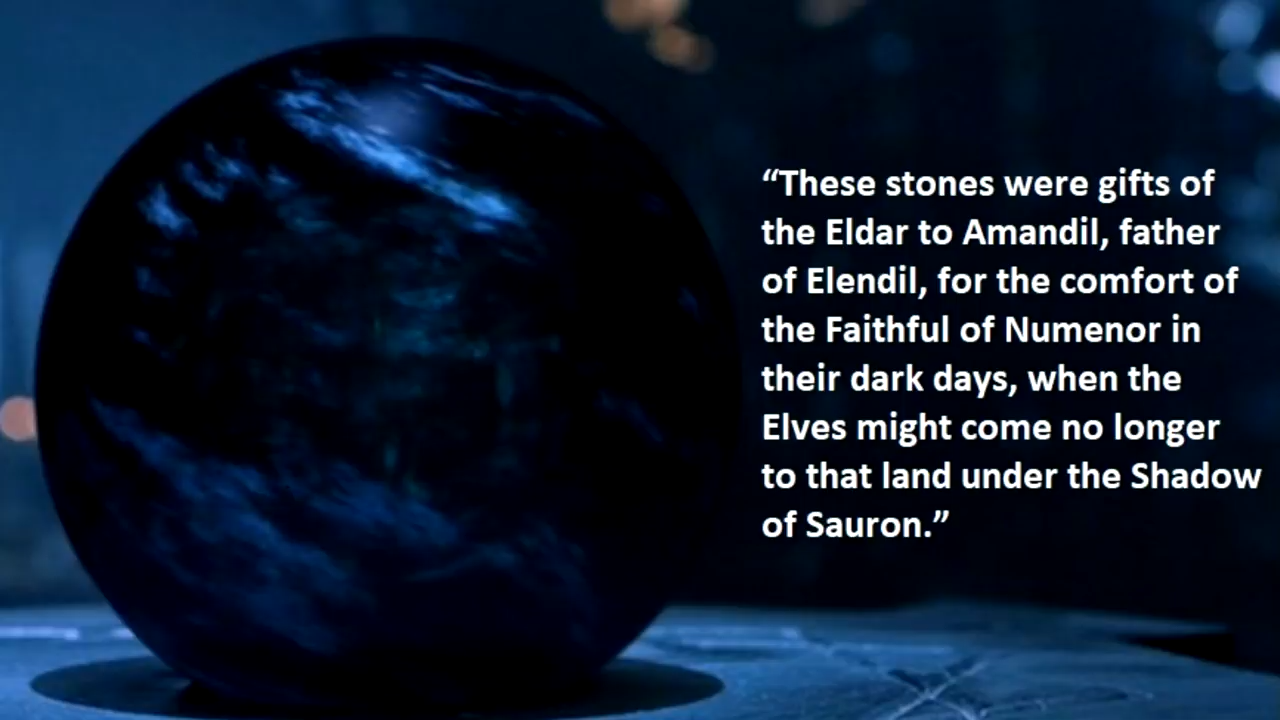 “These stones were gifts of
the Eldar to Amandil, father
of Elendil, for the comfort of
the Faithful of Numenor in
their dark days, when the
Elves might come no longer
to that land under the Shadow
of Sauron.”